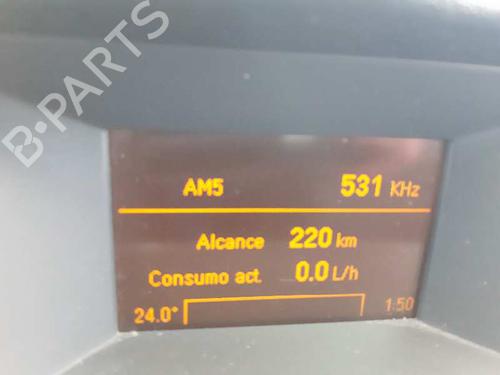 B-PARTS
AM5 531 KHz
Alcance 220 km
Consumo act. 0.0 L/h
24.0° 1:50